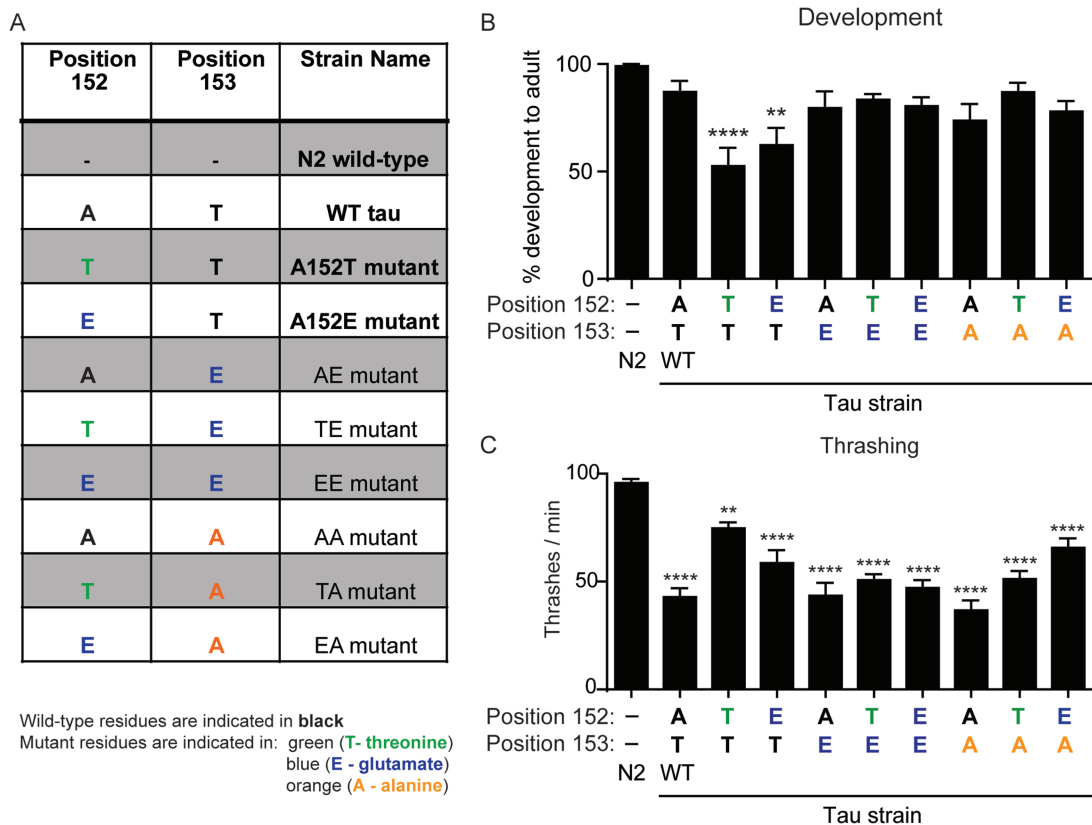 A
Position 152 Position 153 Strain Name
- - N2 wild-type
A T WT tau
T T A152T mutant
E T A152E mutant
A E AE mutant
T E TE mutant
E E EE mutant
A A AA mutant
T A TA mutant
E A EA mutant
Wild-type residues are indicated in black
Mutant residues are indicated in: green (T- threonine)
blue (E - glutamate)
orange (A - alanine)
B
Development
% development to adult
100
50
0
**** **
Position 152: – A T E A T E A T E
Position 153: – T T T E E E A A A
N2 WT
Tau strain
C
Thrashing
Thrashes / min
100
50
0
**** ** **** **** **** **** **** **** ****
Position 152: – A T E A T E A T E
Position 153: – T T T E E E A A A
N2 WT
Tau strain